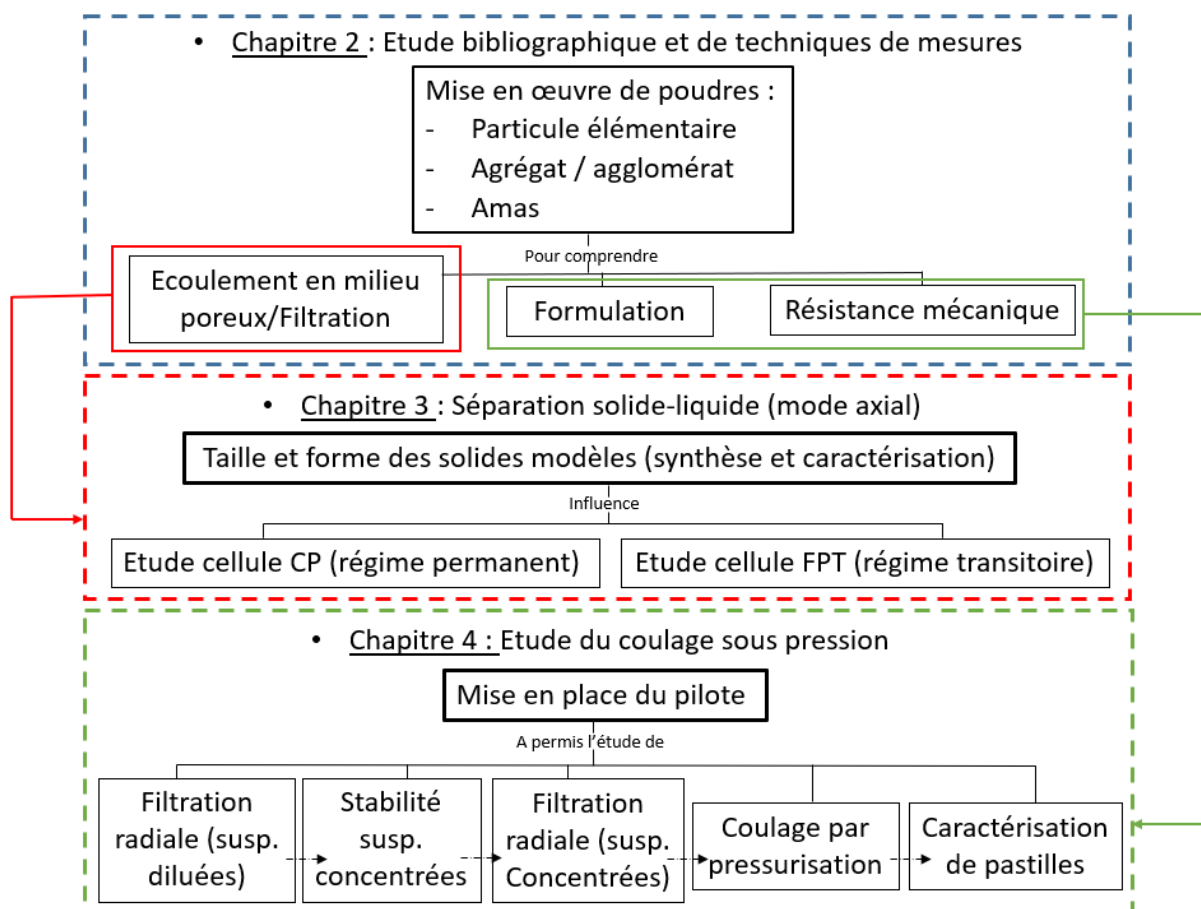 • Chapitre 2 : Etude bibliographique et de techniques de mesures
Mise en œuvre de poudres :
- Particule élémentaire
- Agrégat / agglomérat
- Amas
Pour comprendre
Ecoulement en milieu
poreux/Filtration
Formulation
Résistance mécanique
• Chapitre 3 : Séparation solide-liquide (mode axial)
Taille et forme des solides modèles (synthèse et caractérisation)
Influence
Etude cellule CP (régime permanent)
Etude cellule FPT (régime transitoire)
• Chapitre 4 : Etude du coulage sous pression
Mise en place du pilote
A permis l'étude de
Filtration
radiale (susp.
diluées)
Stabilité
susp.
concentrées
Filtration
radiale (susp.
Concentrées)
Coulage par
pressurisation
Caractérisation
de pastilles